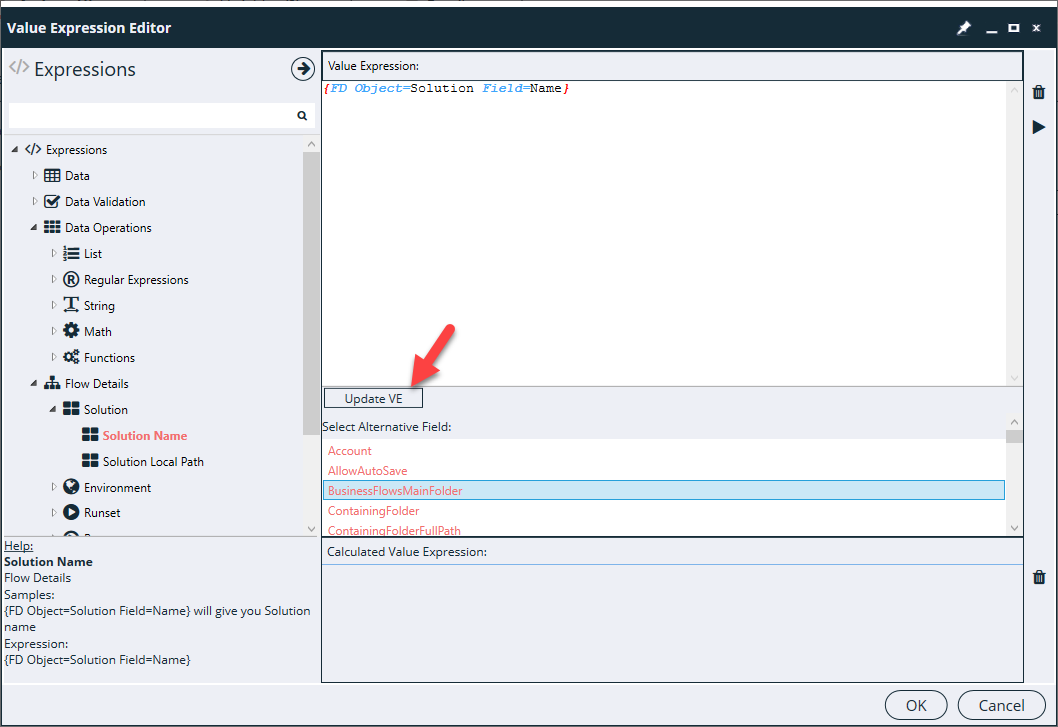 Value Expression Editor
Expressions
Expressions
Data
Data Validation
Data Operations
List
Regular Expressions
String
Math
Functions
Flow Details
Solution
Solution Name
Solution Local Path
Environment
Runset
Help:
Solution Name
Flow Details
Samples:
{FD Object=Solution Field=Name} will give you Solution
name
Expression:
{FD Object=Solution Field=Name}
Value Expression:
{FD Object=Solution Field=Name}
Update VE
Select Alternative Field:
Account
AllowAutoSave
BusinessFlowsMainFolder
ContainingFolder
ContainingFolderFullPath
Calculated Value Expression:
OK
Cancel